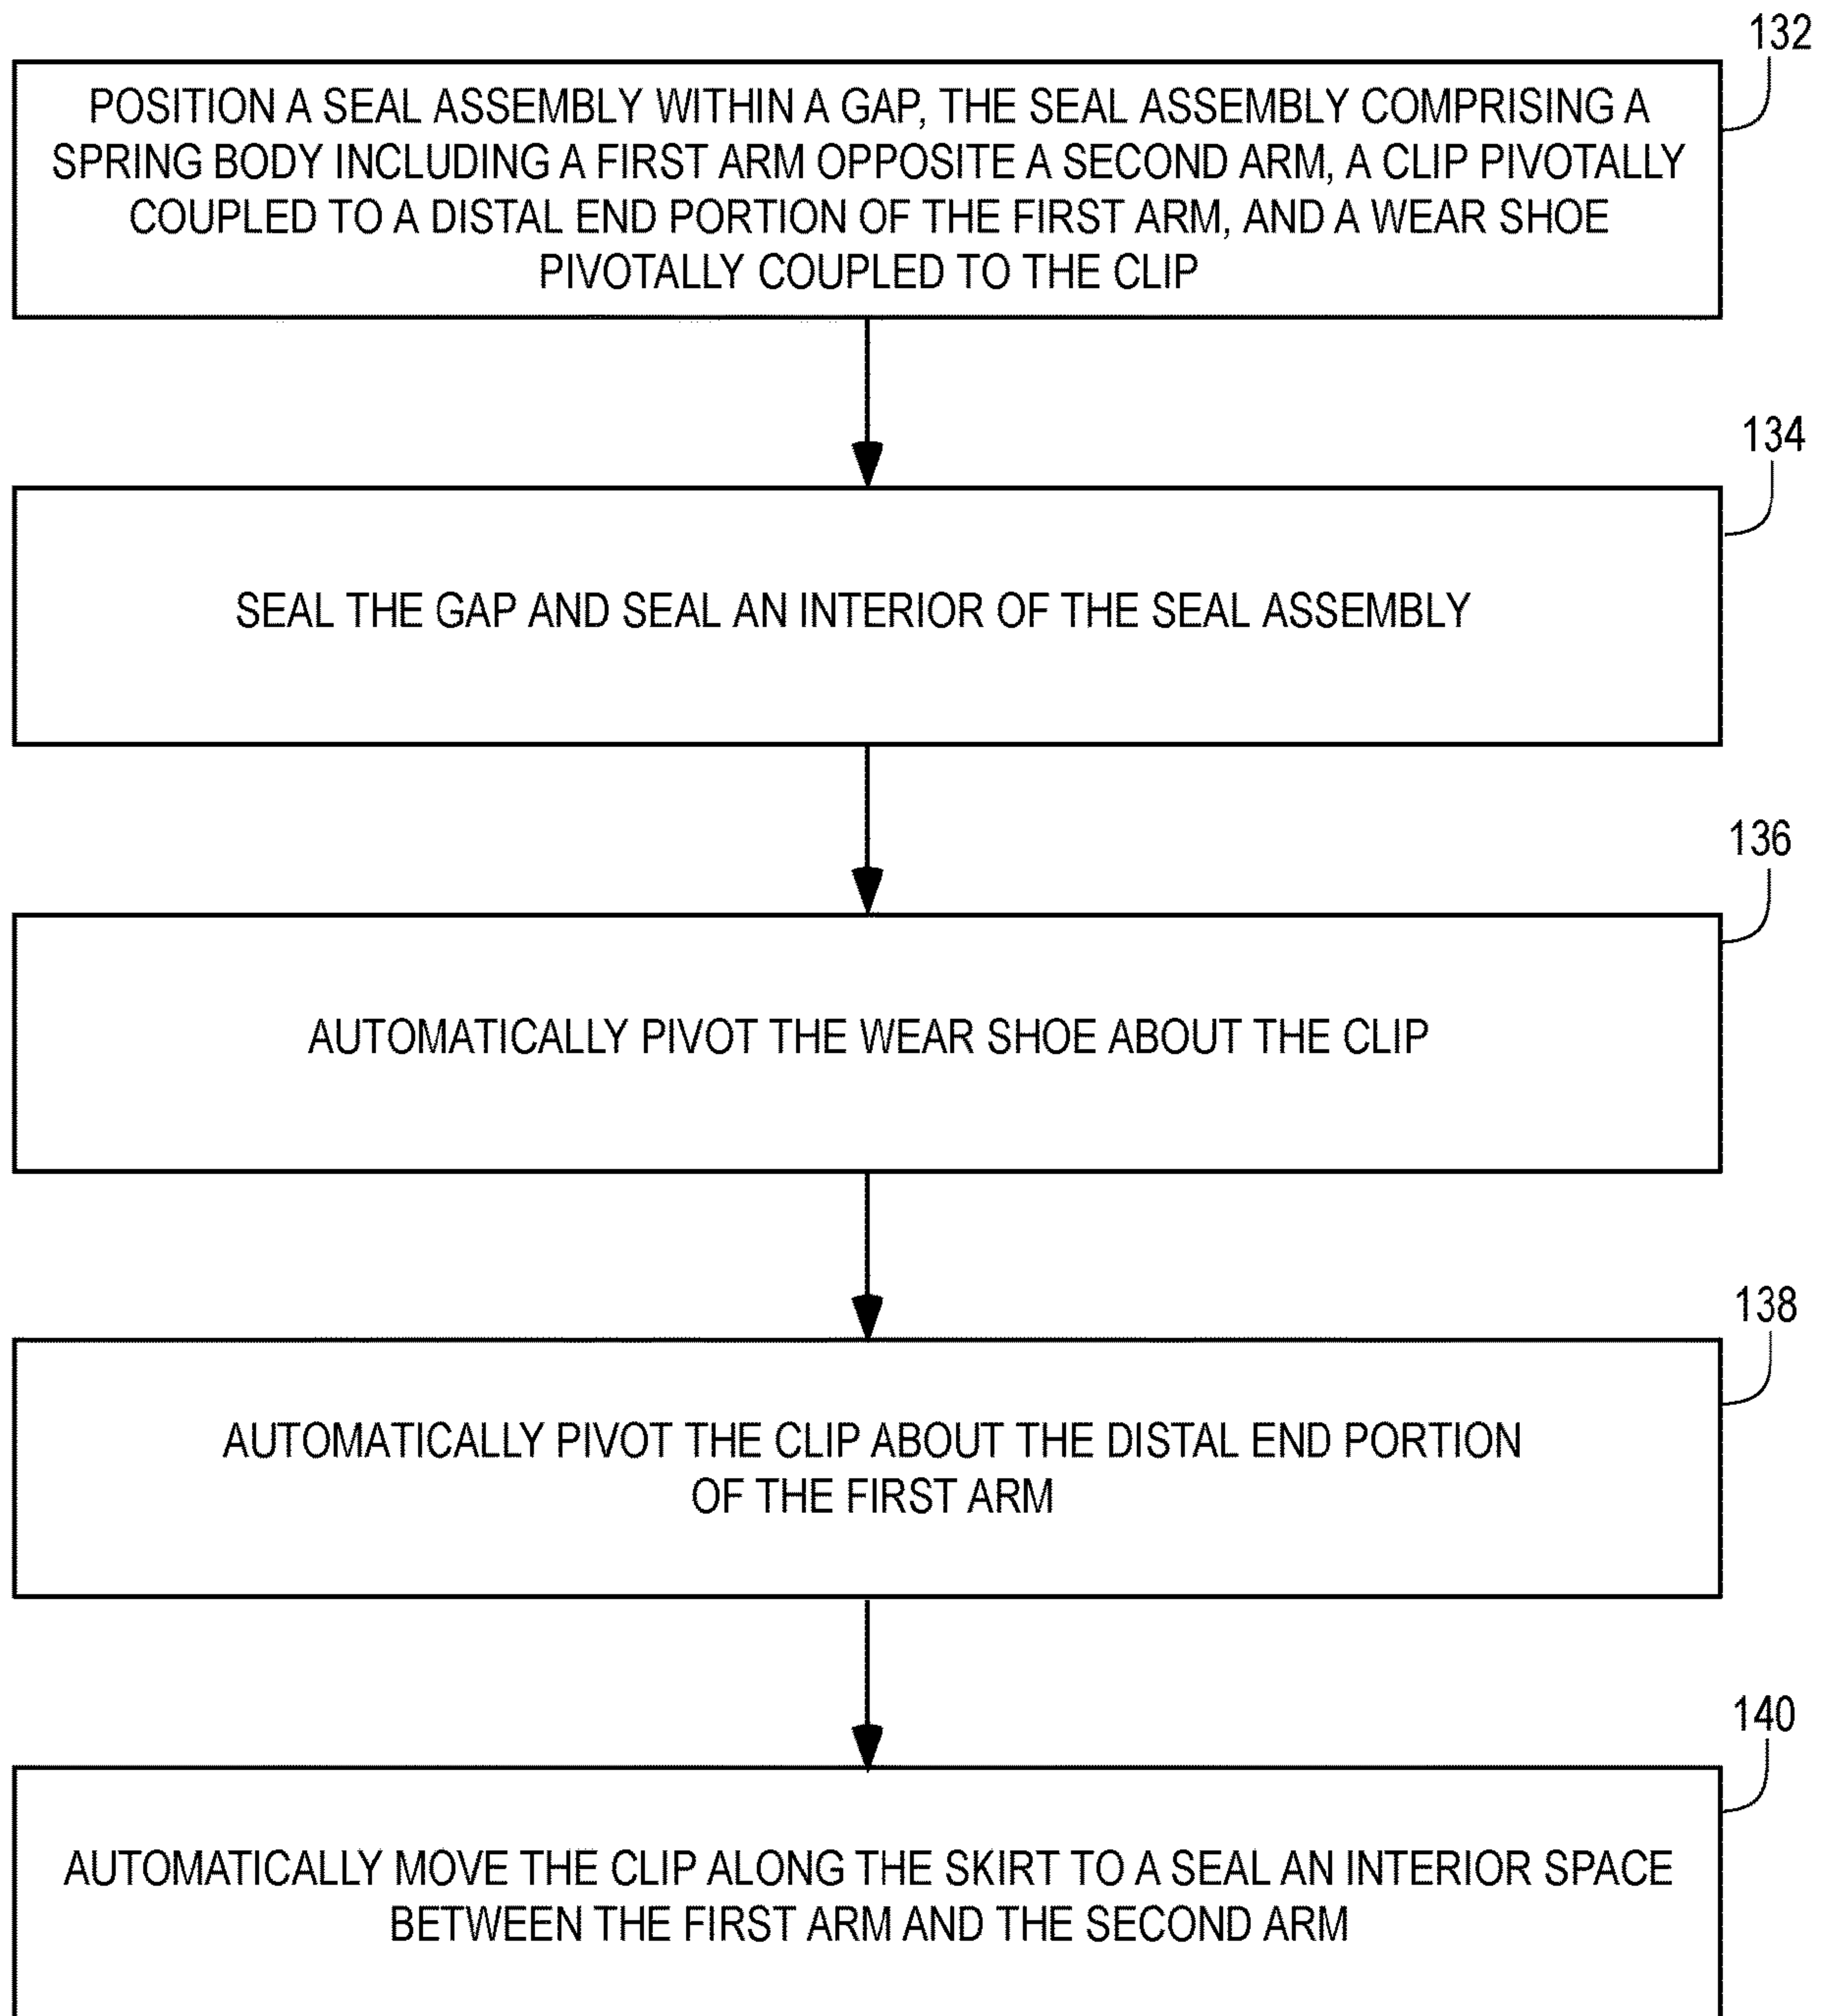 132
POSITION A SEAL ASSEMBLY WITHIN A GAP, THE SEAL ASSEMBLY COMPRISING A
SPRING BODY INCLUDING A FIRST ARM OPPOSITE A SECOND ARM, A CLIP PIVOTALLY
COUPLED TO A DISTAL END PORTION OF THE FIRST ARM, AND A WEAR SHOE
PIVOTALLY COUPLED TO THE CLIP
134
SEAL THE GAP AND SEAL AN INTERIOR OF THE SEAL ASSEMBLY
136
AUTOMATICALLY PIVOT THE WEAR SHOE ABOUT THE CLIP
138
AUTOMATICALLY PIVOT THE CLIP ABOUT THE DISTAL END PORTION
OF THE FIRST ARM
140
AUTOMATICALLY MOVE THE CLIP ALONG THE SKIRT TO A SEAL AN INTERIOR SPACE
BETWEEN THE FIRST ARM AND THE SECOND ARM